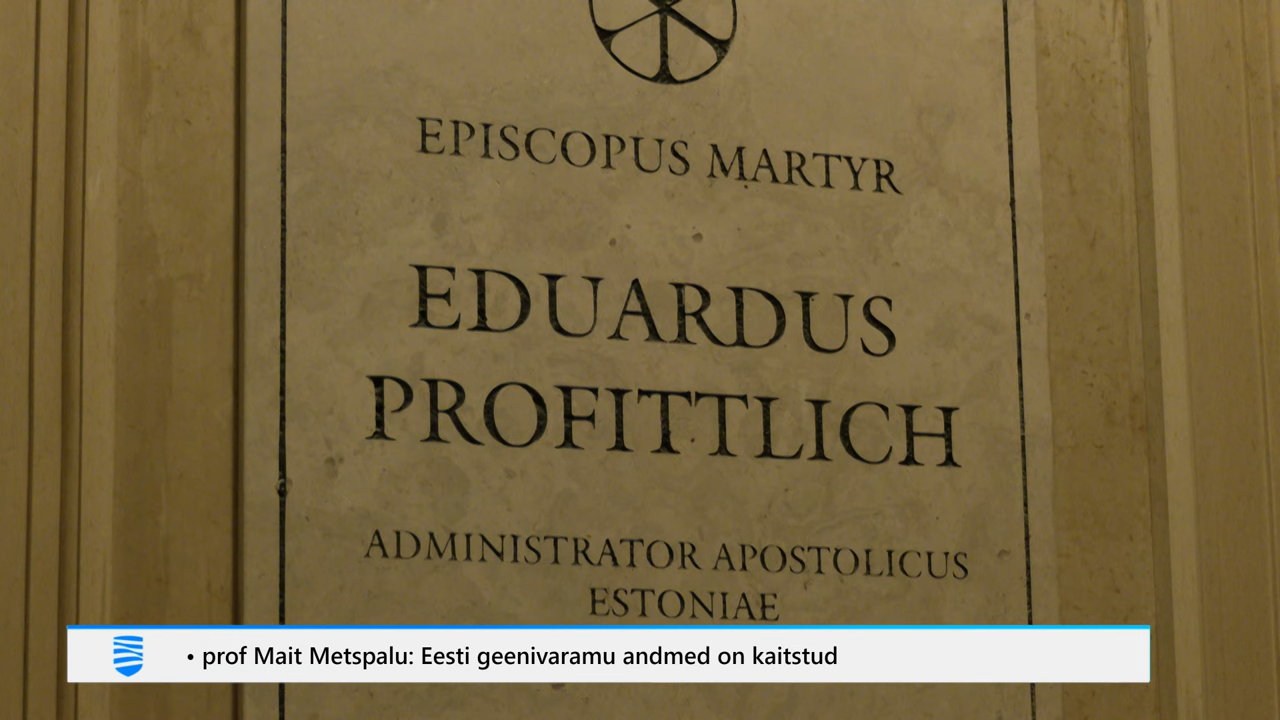 EPISCOPUS MARTYR
EDUARDUS
PROFITTLICH
ADMINISTRATOR APOSTOLICUS
ESTONIAE
• prof Mait Metspalu: Eesti geenivaramu andmed on kaitstud